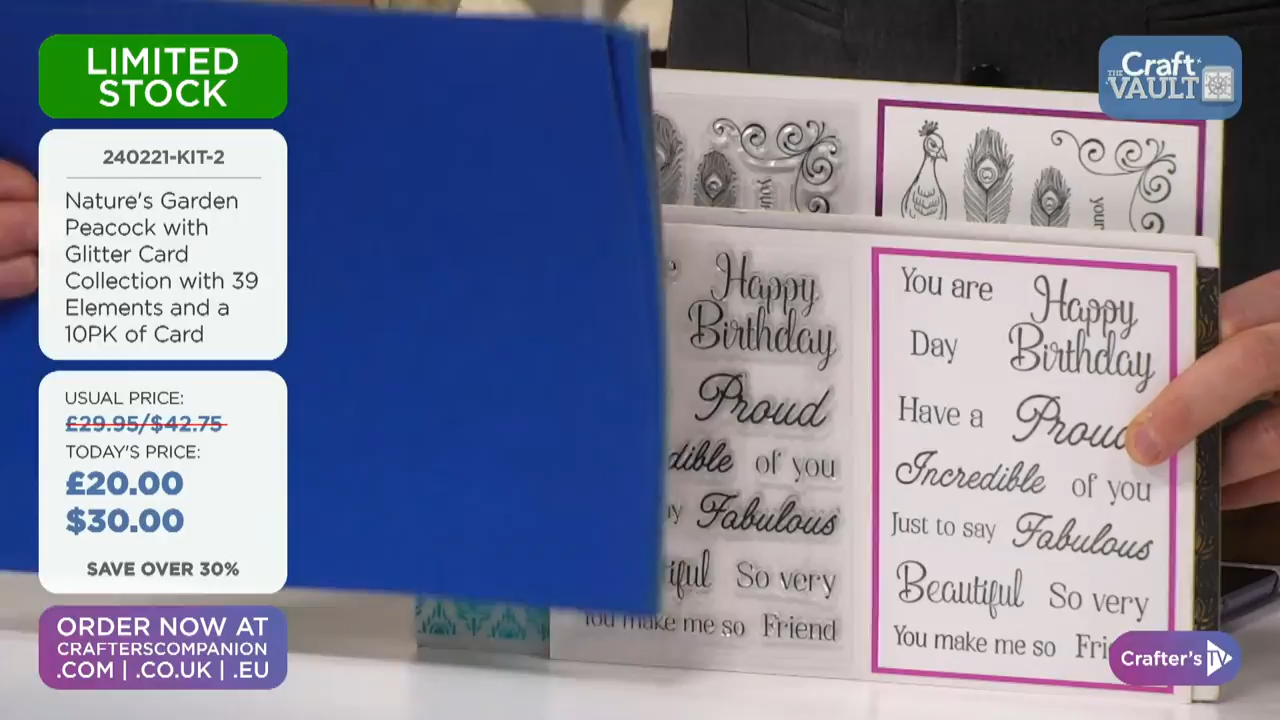 LIMITED
STOCK
240221-KIT-2
Nature's Garden
Peacock with
Glitter Card
Collection with 39
Elements and a
10PK of Card
USUAL PRICE:
£29.95/$42.75
TODAY'S PRICE:
£20.00
$30.00
SAVE OVER 30%
ORDER NOW AT
CRAFTERSCOMPANION
.COM | .CO.UK | .EU
THE Craft
VAULT
your
your
Happy
Birthday
Proud
of you
Fabulous
So very
You make me so Friend
You are Happy
Day Birthday
Have a Proud
Incredible of you
Just to say Fabulous
Beautiful So very
You make me so
Crafter's TV